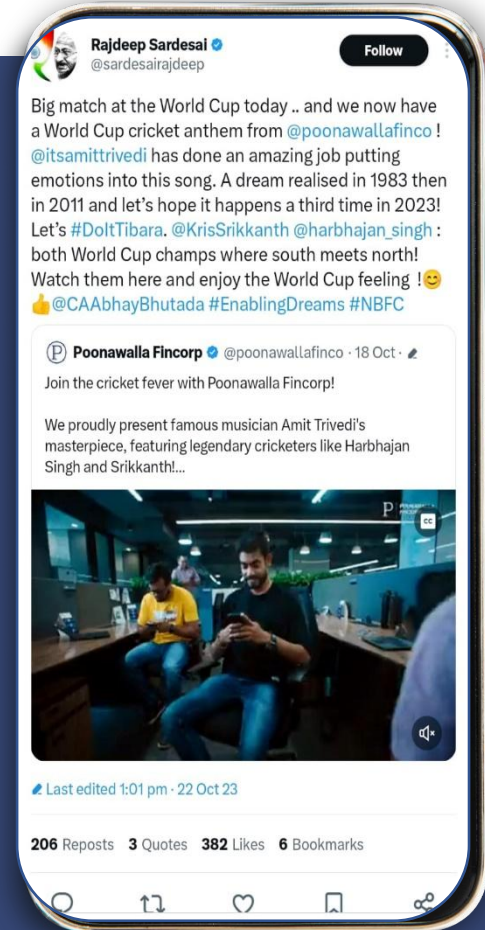 Rajdeep Sardesai
Follow
@sardesairajdeep
Big match at the World Cup today .. and we now have
a World Cup cricket anthem from @poonawallafinco !
@itsamittrivedi has done an amazing job putting
emotions into this song. A dream realised in 1983 then
in 2011 and let's hope it happens a third time in 2023!
Let's #DoItTibara. @KrisSrikkanth @harbhajan_singh :
both World Cup champs where south meets north!
Watch them here and enjoy the World Cup feeling !😊
👍@CAAbhayBhutada #EnablingDreams #NBFC
Poonawalla Fincorp @poonawallafinco · 18 Oct ·
Join the cricket fever with Poonawalla Fincorp!
We proudly present famous musician Amit Trivedi's
masterpiece, featuring legendary cricketers like Harbhajan
Singh and Srikkanth!...
CC
Last edited 1:01 pm · 22 Oct 23
206 Reposts 3 Quotes 382 Likes 6 Bookmarks